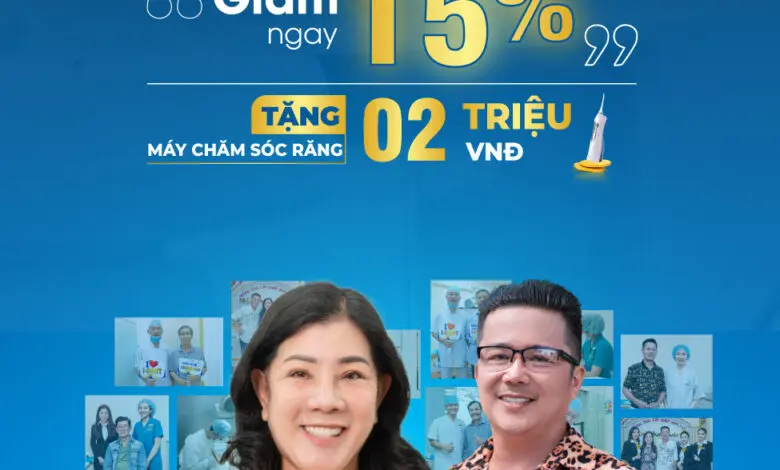 Giảm
ngay
15%
TẶNG
MÁY CHĂM SÓC RĂNG
02
TRIỆU
VNĐ